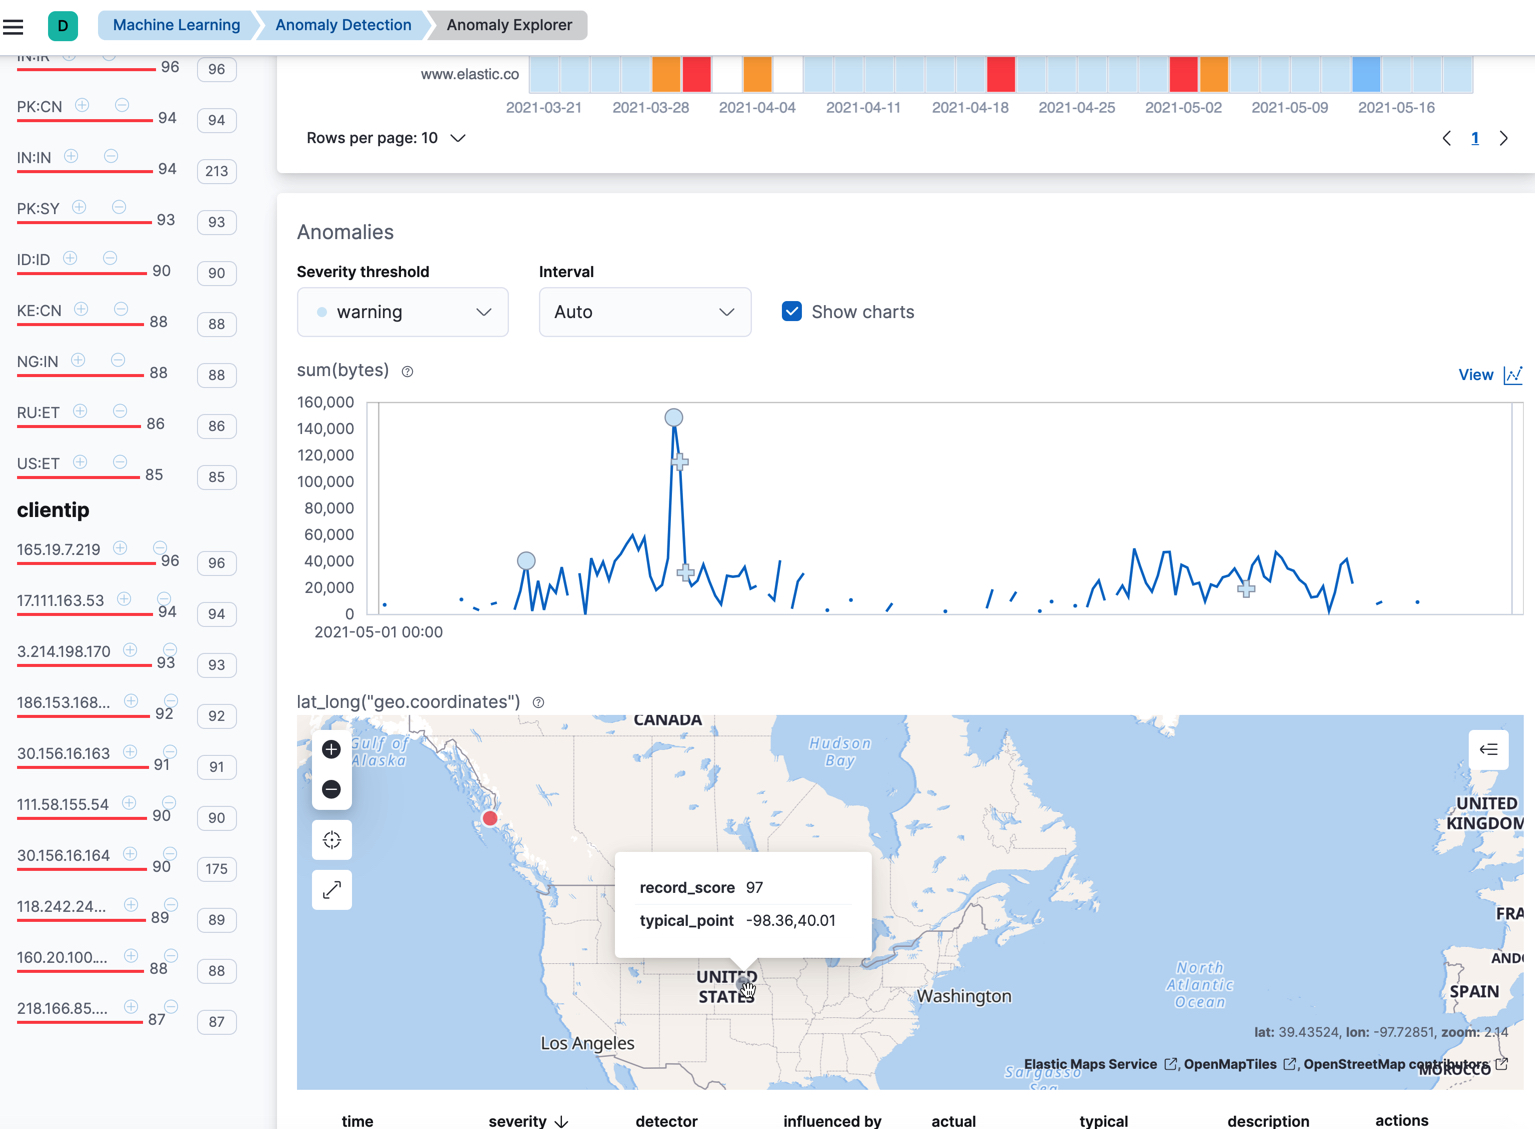 D Machine Learning Anomaly Detection Anomaly Explorer
IN:IR 96 96
PK:CN 94 94
IN:IN 94 213
PK:SY 93 93
ID:ID 90 90
KE:CN 88 88
NG:IN 88 88
RU:ET 86 86
US:ET 85 85
clientip
165.19.7.219 96 96
17.111.163.53 94 94
3.214.198.170 93 93
186.153.168... 92 92
30.156.16.163 91 91
111.58.155.54 90 90
30.156.16.164 90 175
118.242.24... 89 89
160.20.100.... 88 88
218.166.85.... 87 87
www.elastic.co
2021-03-21 2021-03-28 2021-04-04 2021-04-11 2021-04-18 2021-04-25 2021-05-02 2021-05-09 2021-05-16
Rows per page: 10
1
Anomalies
Severity threshold Interval
warning Auto Show charts
sum(bytes)
View
160,000
140,000
120,000
100,000
80,000
60,000
40,000
20,000
0
2021-05-01 00:00
lat_long("geo.coordinates")
CANADA
Gulf of
Alaska
Hudson
Bay
UNITED
KINGDOM
record_score 97
typical_point -98.36,40.01
FRA
AND
UNITED
STATES
North
Atlantic
Ocean
SPAIN
Washington
Los Angeles
lat: 39.43524, lon: -97.72851, zoom: 2.14
Elastic Maps Service, OpenMapTiles, OpenStreetMap contributors
Sargasso
Sea
MOROCCO
time severity detector influenced by actual typical description actions